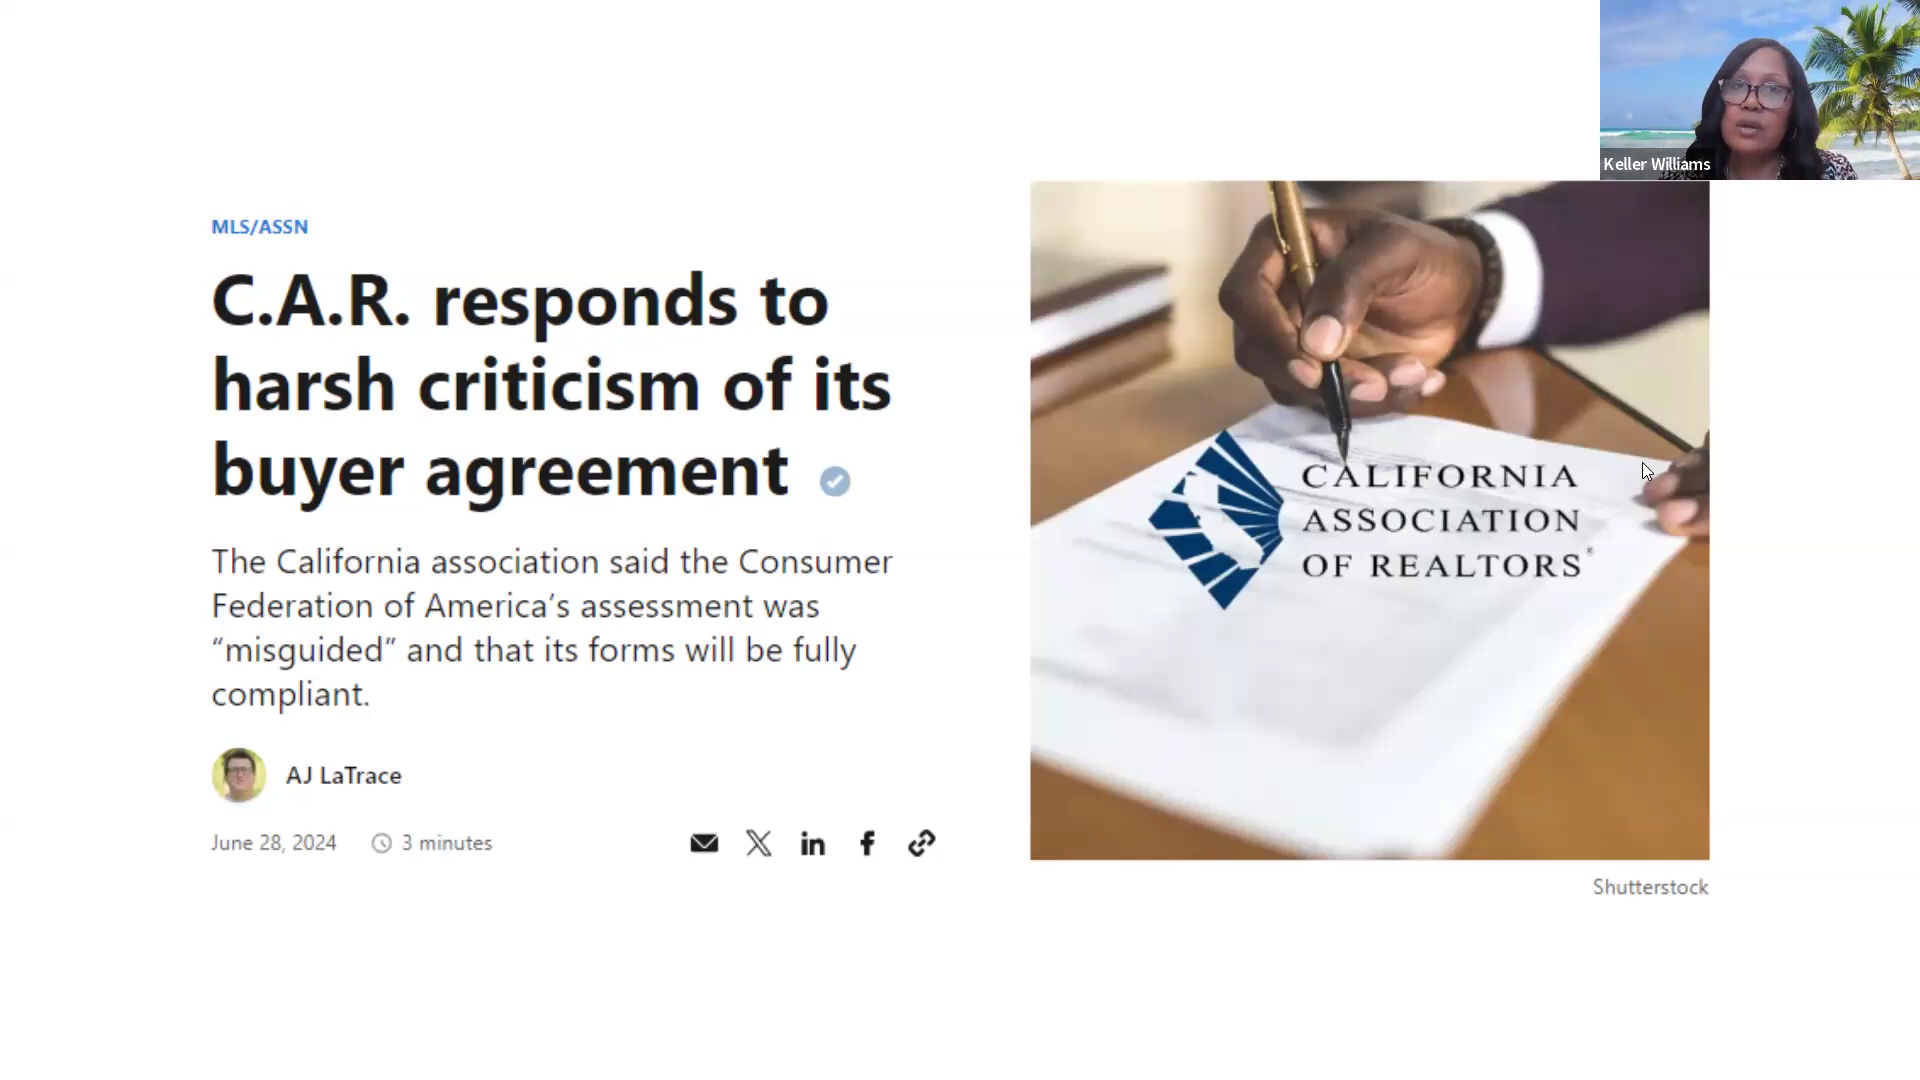 Keller Williams
MLS/ASSN
C.A.R. responds to
harsh criticism of its
buyer agreement
The California association said the Consumer
Federation of America’s assessment was
“misguided” and that its forms will be fully
compliant.
AJ LaTrace
June 28, 2024 3 minutes
CALIFORNIA
ASSOCIATION
OF REALTORS®
Shutterstock